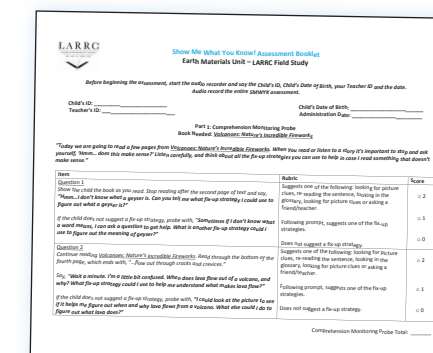 LARRC
Show Me What You Know! Assessment Booklet
Earth Materials Unit – LARRC Field Study
Before beginning the assessment, start the audio recorder and say the Child's ID, Child's Date of Birth, your Teacher ID and the date.
Audio record the entire SMWYK assessment.
Child's ID: ____________________
Teacher's ID: ____________________
Child's Date of Birth: ____________________
Administration Date: ____________________
Part 1: Comprehension Monitoring Probe
Book Needed: Volcanoes: Nature's Incredible Fireworks
"Today we are going to read a few pages from Volcanoes: Nature's Incredible Fireworks. When you read or listen to a story it's important to stop and ask
yourself, 'Hmm... does this make sense?' Listen carefully, and think about all the fix-up strategies you can use to help in case I read something that doesn't
make sense."
Item
Rubric
Score
Question 1
Show the child the book as you read. Stop reading after the second page of text and say,
"Hmmm...I don't know what a geyser is. Can you tell me what fix-up strategy I could use to
figure out what a geyser is?"
If the child does not suggest a fix-up strategy, probe with, "Sometimes if I don't know what
a word means, I can ask a question to get help. What is another fix-up strategy could I
use to figure out the meaning of geyser?"
Suggests one of the following: looking for picture
clues, re-reading the sentence, looking in the
glossary, looking for picture clues or asking a
friend/teacher.
○ 2
Following prompt, suggests one of the fix-up
strategies.
○ 1
Does not suggest a fix-up strategy.
○ 0
Question 2
Continue reading Volcanoes: Nature's Incredible Fireworks. Read through the bottom of the
fourth page, which ends with, "...flow out through cracks and crevices."
Say, "Wait a minute. I'm a little bit confused. When does lava flow out of a volcano, and
why? What fix-up strategy could I use to help me understand what makes lava flow?"
If the child does not suggest a fix-up strategy, probe with, "I could look at the picture to see
if it helps me figure out when and why lava flows from a volcano. What else could I do to
figure out what lava does?"
Suggests one of the following: looking for Picture
clues, re-reading the sentence, looking in the
glossary, looking for picture clues or asking a
friend/teacher.
○ 2
Following prompt, suggests one of the fix-up
strategies.
○ 1
Does not suggest a fix-up strategy.
○ 0
Comprehension Monitoring Probe Total: ______